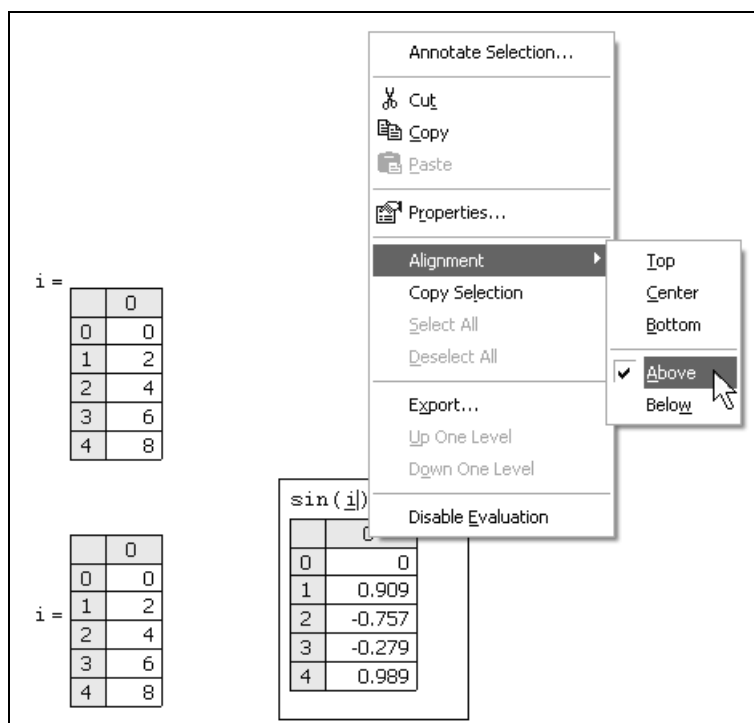 Annotate Selection...
Cut
Copy
Paste
Properties...
Alignment
Copy Selection
Select All
Deselect All
Export...
Up One Level
Down One Level
Disable Evaluation
Top
Center
Bottom
Above
Below
i =
0
0 0
1 2
2 4
3 6
4 8
sin(i)
0
0 0
1 0.909
2 -0.757
3 -0.279
4 0.989
i =
0
0 0
1 2
2 4
3 6
4 8